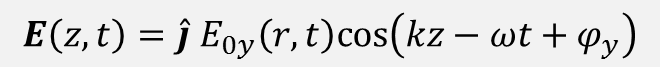 𝑬(𝑧, 𝑡) = 𝒋̂ 𝐸₀ᵧ(𝑟, 𝑡)cos(𝑘𝑧 − 𝜔𝑡 + 𝜑ᵧ)